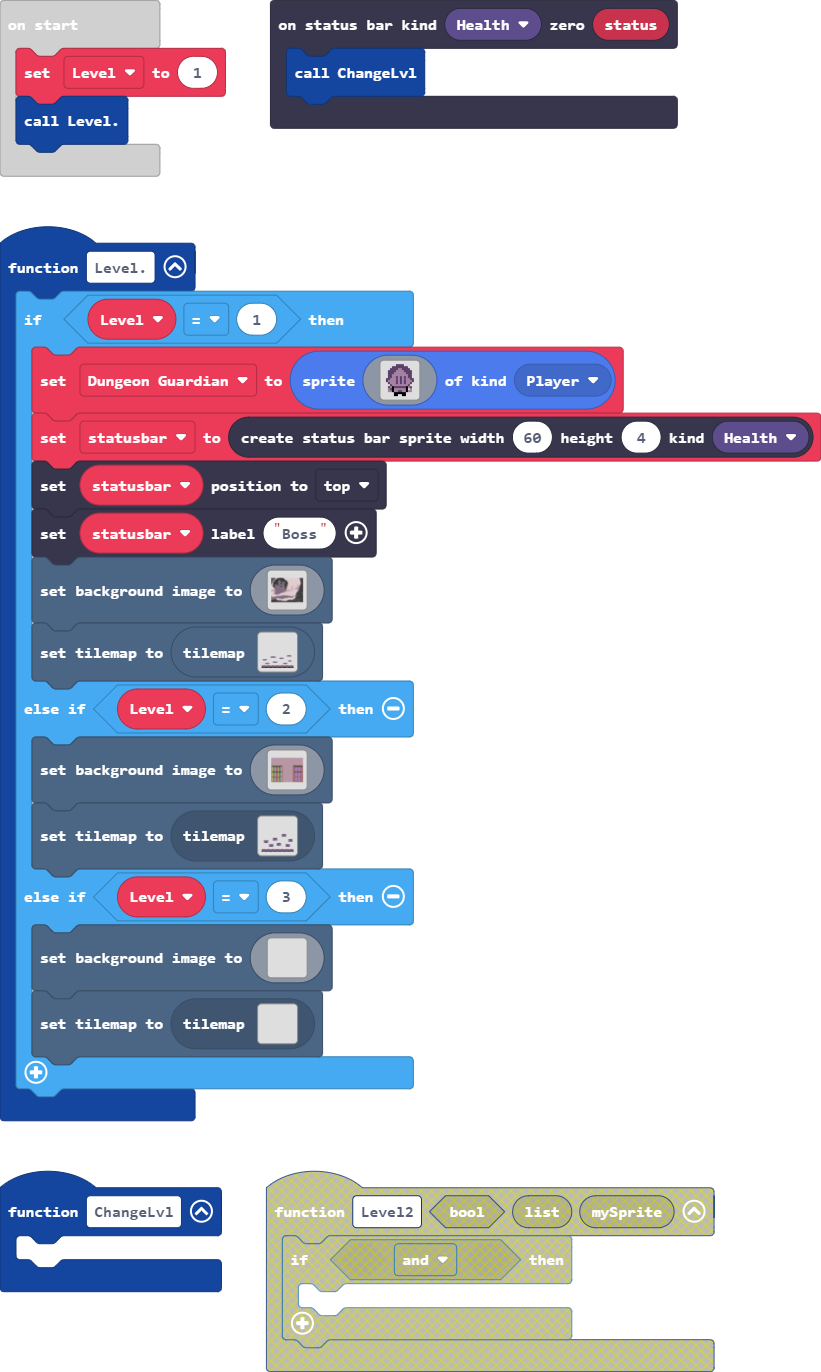 on start
set Level to 1
call Level.
on status bar kind Health zero status
call ChangeLvl
function Level.
if Level = 1 then
set Dungeon Guardian to sprite of kind Player
set statusbar to create status bar sprite width 60 height 4 kind Health
set statusbar position to top
set statusbar label "Boss"
set background image to
set tilemap to tilemap
else if Level = 2 then
set background image to
set tilemap to tilemap
else if Level = 3 then
set background image to
set tilemap to tilemap
function ChangeLvl
function Level2 bool list mySprite
if and then